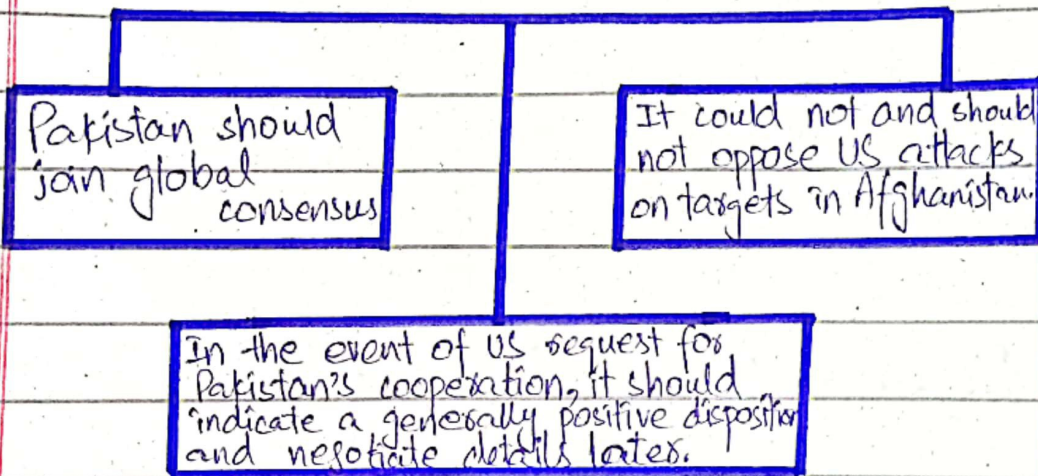 Pakistan should
join global
consensus
It could not and should
not oppose US attacks
on targets in Afghanistan.
In the event of US request for
Pakistan's cooperation, it should
indicate a generally positive disposition
and negotiate details later.